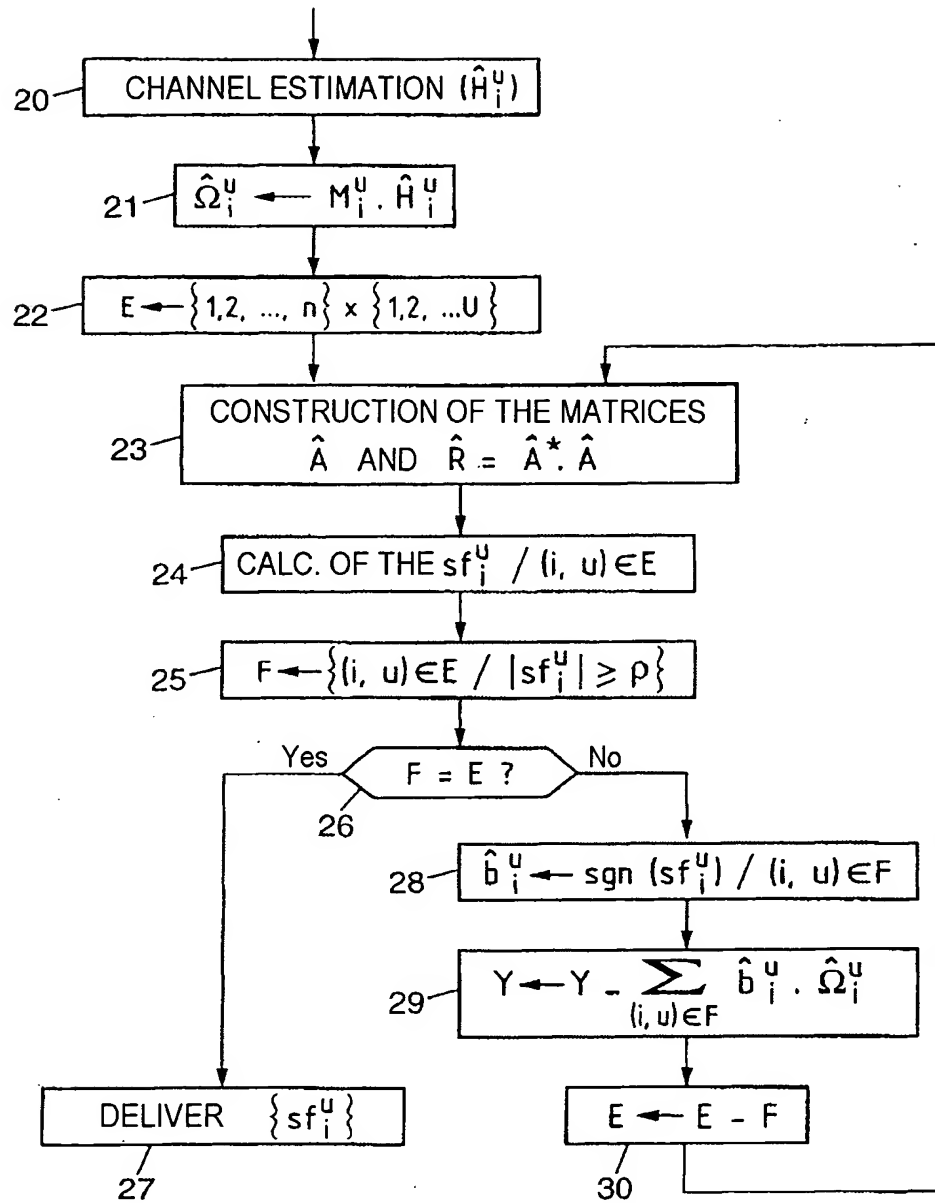 20 CHANNEL ESTIMATION (Ĥᵢᵘ)
21 Ω̂ᵢᵘ ← Mᵢᵘ . Ĥᵢᵘ
22 E ← {1,2, ..., n} x {1,2, ...U}
CONSTRUCTION OF THE MATRICES
23 Â AND R̂ = Â* . Â
24 CALC. OF THE sfᵢᵘ / (i, u) ∈ E
25 F ← {(i, u) ∈ E / |sfᵢᵘ| ⩾ ρ}
Yes F = E ? No
26
28 b̂ᵢᵘ ← sgn (sfᵢᵘ) / (i, u) ∈ F
29 Y ← Y - Σ b̂ᵢᵘ . Ω̂ᵢᵘ
(i, u) ∈ F
DELIVER {sfᵢᵘ} E ← E - F
27 30